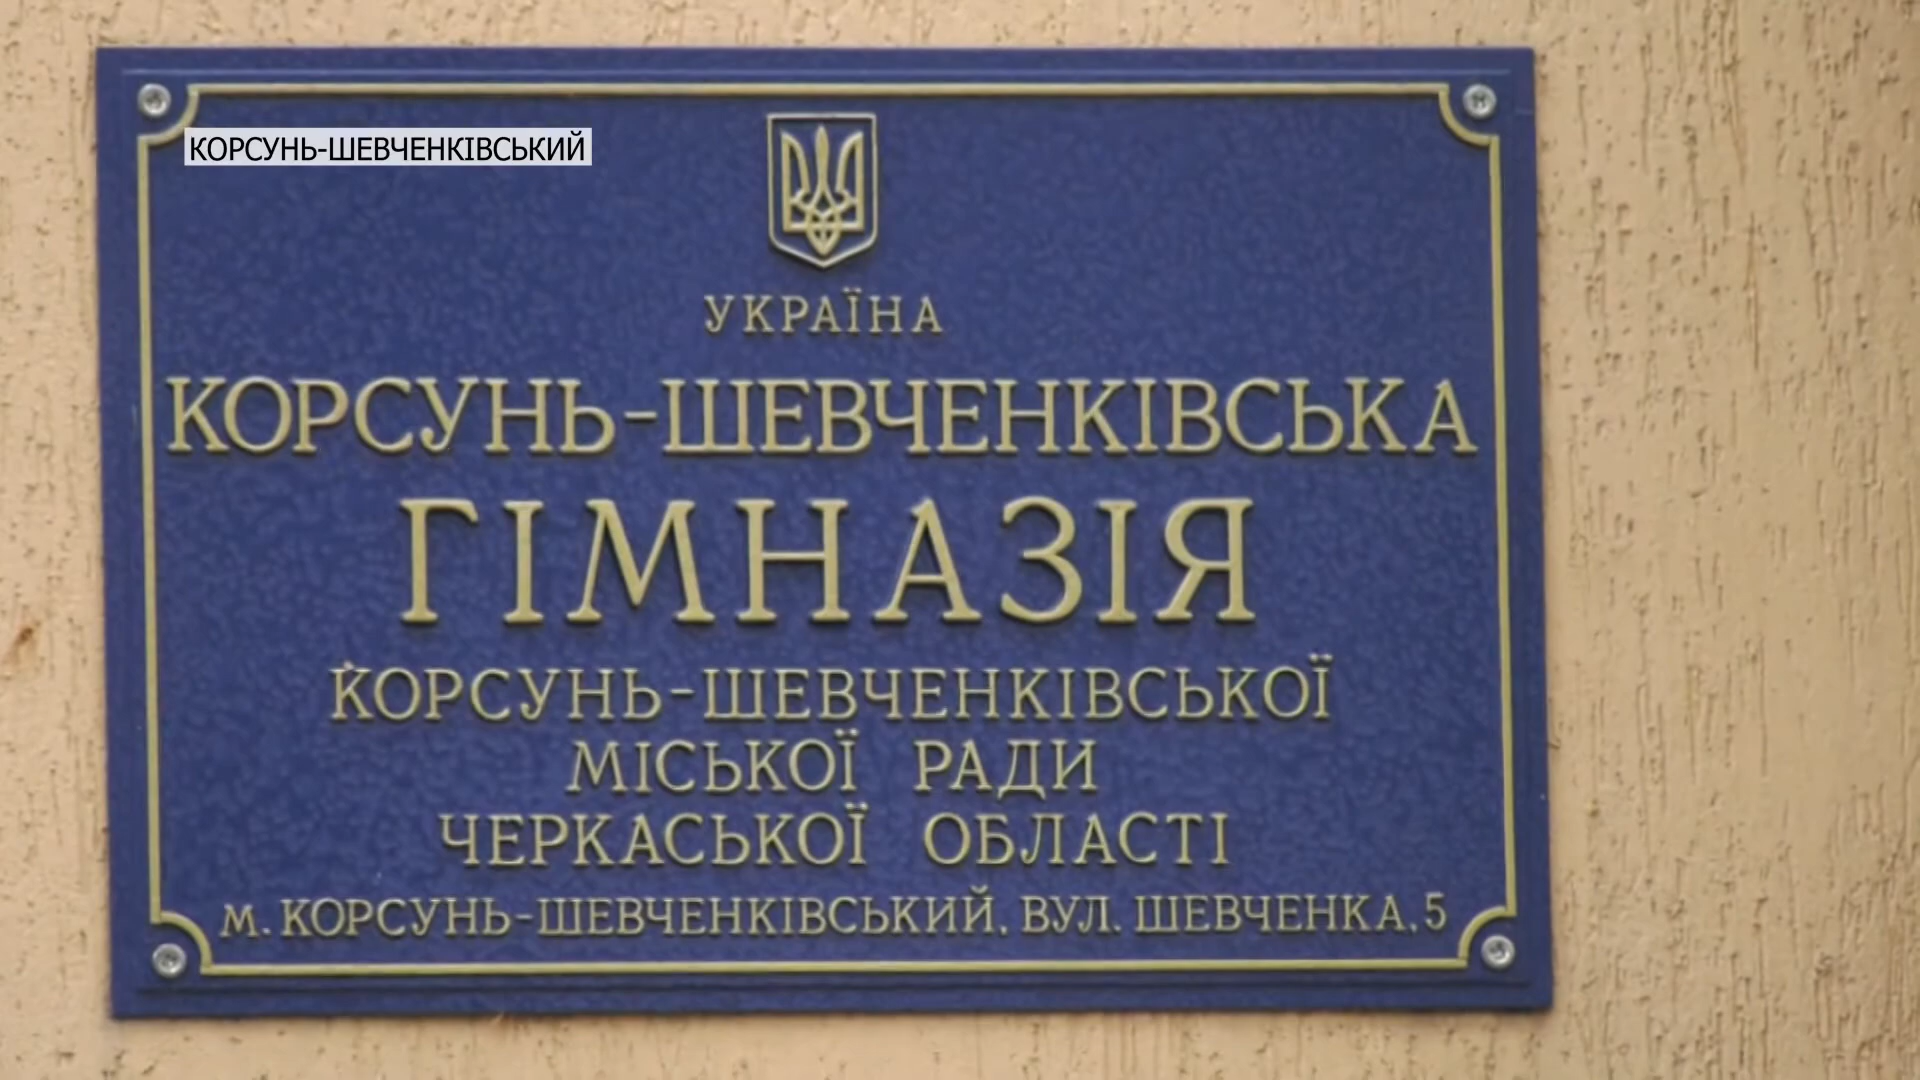 КОРСУНЬ-ШЕВЧЕНКІВСЬКИЙ
УКРАЇНА
КОРСУНЬ-ШЕВЧЕНКІВСЬКА
ГІМНАЗІЯ
КОРСУНЬ-ШЕВЧЕНКІВСЬКОЇ
МІСЬКОЇ РАДИ
ЧЕРКАСЬКОЇ ОБЛАСТІ
М. КОРСУНЬ-ШЕВЧЕНКІВСЬКИЙ, ВУЛ. ШЕВЧЕНКА, 5